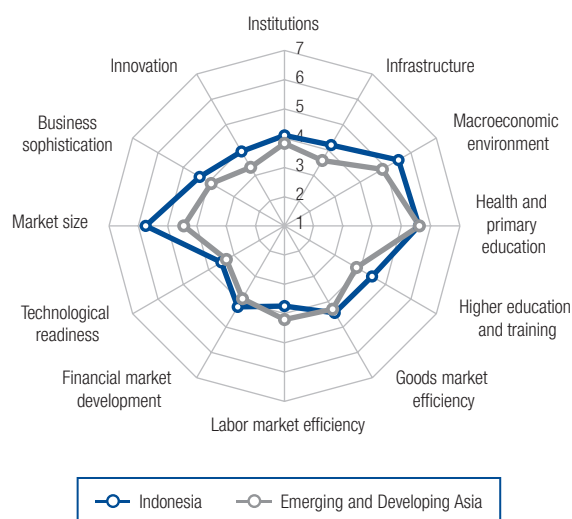 Institutions
7
6
5
4
3
2
1
Infrastructure
Macroeconomic
environment
Health and
primary
education
Higher education
and training
Goods market
efficiency
Labor market efficiency
Financial market
development
Technological
readiness
Market size
Business
sophistication
Innovation
Indonesia
Emerging and Developing Asia